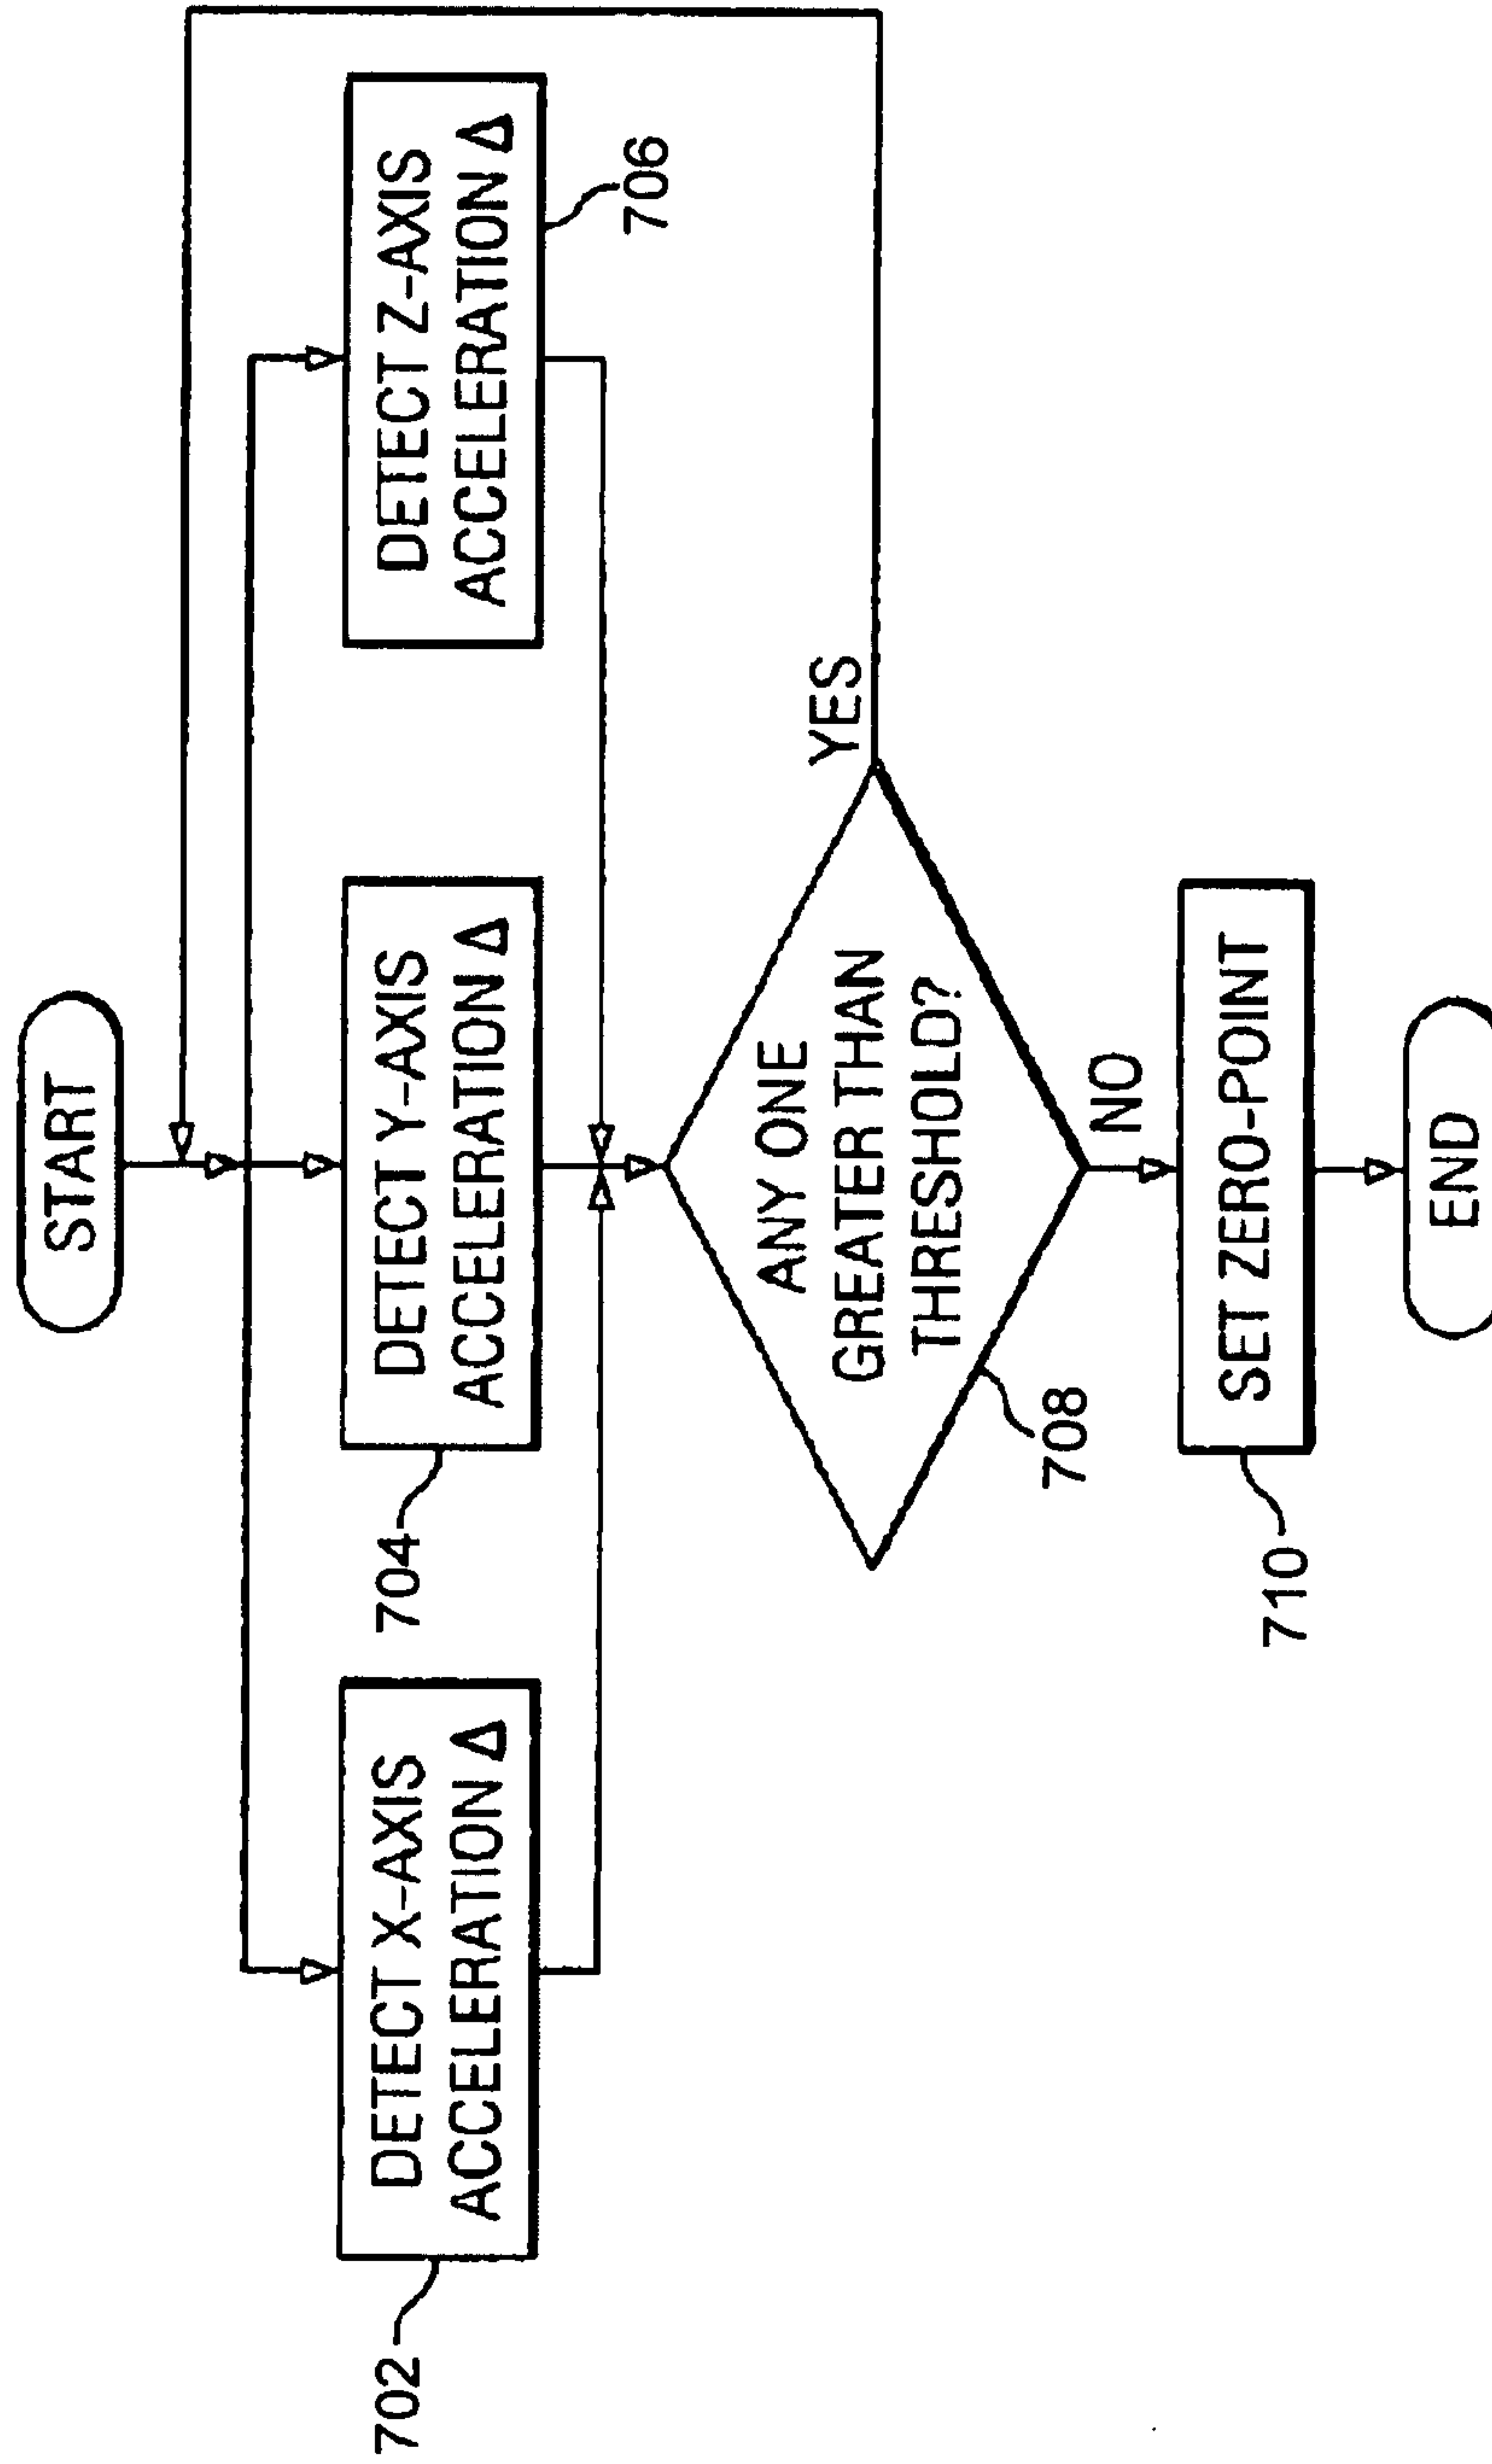 START
DETECT X-AXIS
ACCELERATION Δ
702
DETECT Y-AXIS
ACCELERATION Δ
704
DETECT Z-AXIS
ACCELERATION Δ
706
ANY ONE
GREATER THAN
THRESHOLD?
708
YES
NO
SET ZERO-POINT
710
END